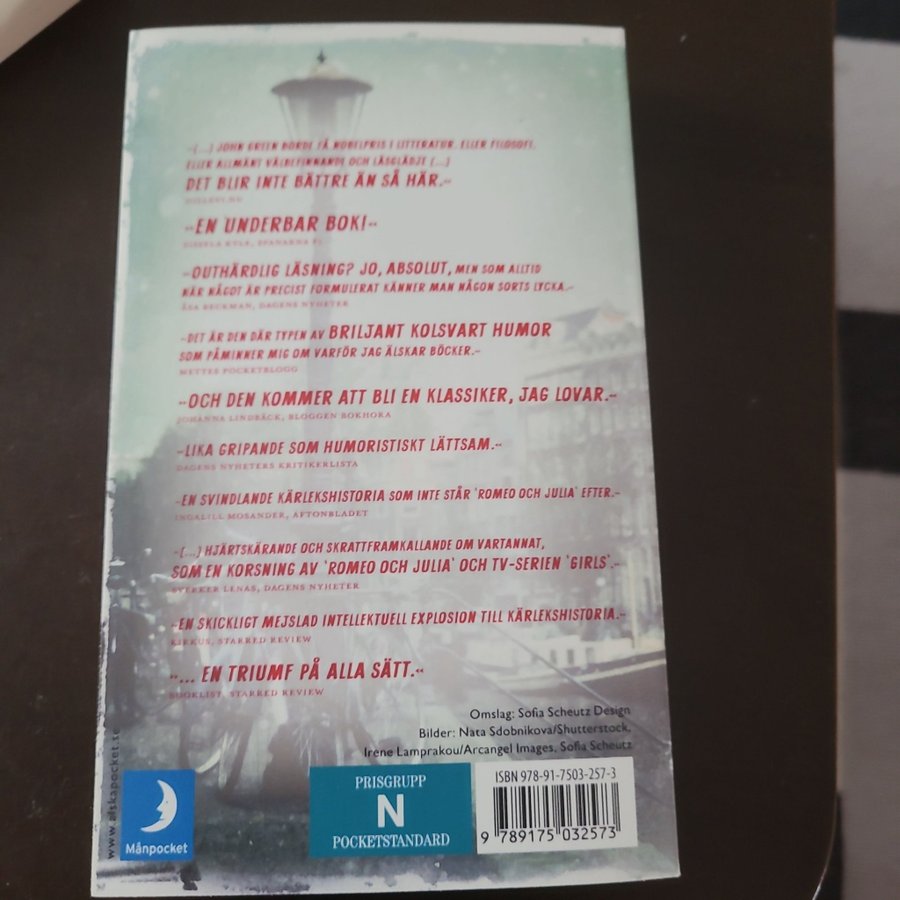 »(...) JOHN GREEN BORDE FÅ NOBELPRIS I LITTERATUR. ELLER FILOSOFI.
ELLER ALLMÄNT VÄLBEFINNANDE OCH LÄSGLÄDJE (...)
DET BLIR INTE BÄTTRE ÄN SÅ HÄR.«
»EN UNDERBAR BOK!«
»OUTHÄRDLIG LÄSNING? JO, ABSOLUT, MEN SOM ALLTID
NÄR NÅGOT ÄR PRECIST FORMULERAT KÄNNER MAN NÅGON SORTS LYCKA.«
ÅSA BECKMAN, DAGENS NYHETER
»DET ÄR DEN DÄR TYPEN AV BRILJANT KOLSVART HUMOR
SOM PÅMINNER MIG OM VARFÖR JAG ÄLSKAR BÖCKER.«
METTES POCKETBLOGG
»OCH DEN KOMMER ATT BLI EN KLASSIKER, JAG LOVAR.«
JOHANNA LINDBÄCK, BLOGGEN BOKHORA
»LIKA GRIPANDE SOM HUMORISTISKT LÄTTSAM.«
DAGENS NYHETERS KRITIKERLISTA
»EN SVINDLANDE KÄRLEKSHISTORIA SOM INTE STÅR 'ROMEO OCH JULIA' EFTER.«
INGALILL MOSANDER, AFTONBLADET
»(...) HJÄRTSKÄRANDE OCH SKRATTFRAMKALLANDE OM VARTANNAT,
SOM EN KORSNING AV 'ROMEO OCH JULIA' OCH TV-SERIEN 'GIRLS'.«
SVERKER LENAS, DAGENS NYHETER
»EN SKICKLIGT MEJSLAD INTELLEKTUELL EXPLOSION TILL KÄRLEKSHISTORIA.«
KIRKUS, STARRED REVIEW
»... EN TRIUMF PÅ ALLA SÄTT.«
BOOKLIST, STARRED REVIEW
Omslag: Sofia Scheutz Design
Bilder: Nata Sdobnikova/Shutterstock,
Irene Lamprakou/Arcangel Images, Sofia Scheutz
www.alskapocket.se
Månpocket
PRISGRUPP
N
POCKETSTANDARD
ISBN 978-91-7503-257-3
9 789175 032573